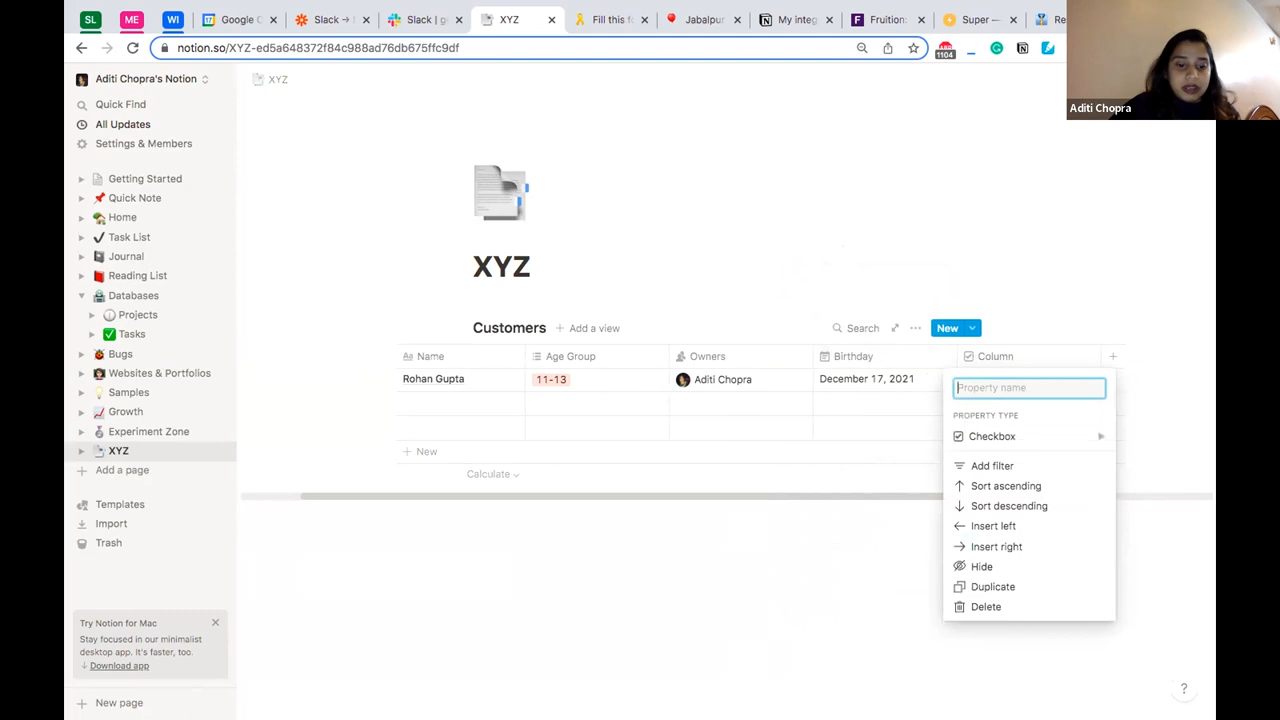 SL
ME
WI
Google C
Slack →
Slack | g
XYZ
Fill this f
Jabalpur
My integ
Fruition:
Super —
Re
notion.so/XYZ-ed5a648372f84c988ad76db675ffc9df
1104
Aditi Chopra
Aditi Chopra's Notion
XYZ
Quick Find
All Updates
Settings & Members
Getting Started
Quick Note
Home
Task List
Journal
Reading List
Databases
Projects
Tasks
Bugs
Websites & Portfolios
Samples
Growth
Experiment Zone
XYZ
Add a page
Templates
Import
Trash
Try Notion for Mac
Stay focused in our minimalist
desktop app. it's faster, too.
↓ Download app
+ New page
XYZ
Customers + Add a view Search New
Aa Name Age Group Owners Birthday Column +
Rohan Gupta 11-13 Aditi Chopra December 17, 2021
+ New
Calculate
Property name
PROPERTY TYPE
Checkbox
Add filter
Sort ascending
Sort descending
Insert left
Insert right
Hide
Duplicate
Delete
?